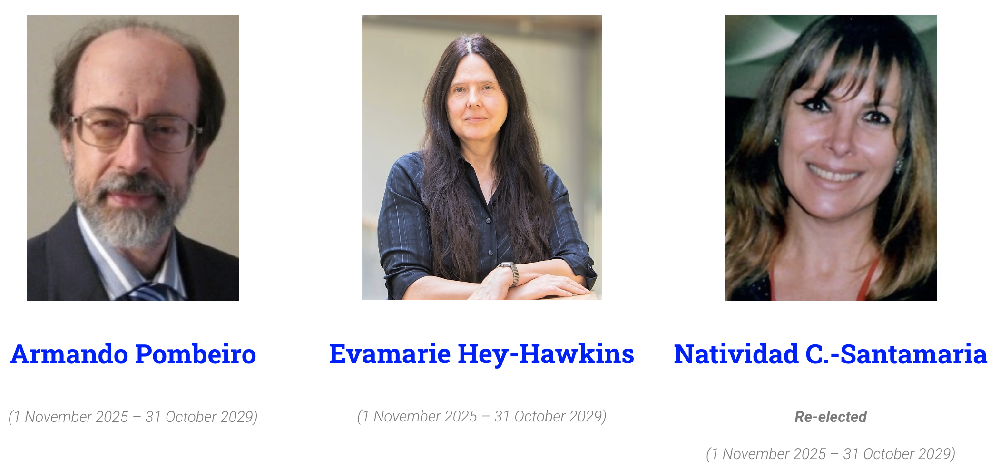 Armando Pombeiro
(1 November 2025 – 31 October 2029)
Evamarie Hey-Hawkins
(1 November 2025 – 31 October 2029)
Natividad C.-Santamaria
Re-elected
(1 November 2025 – 31 October 2029)